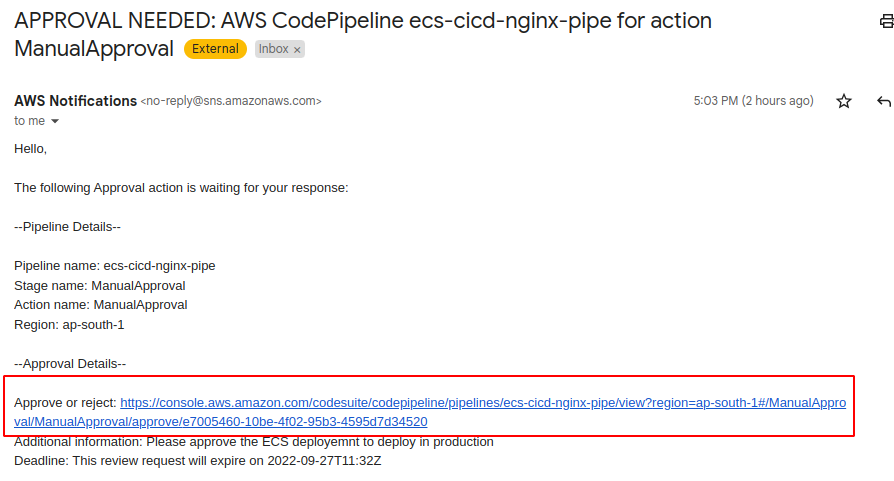 APPROVAL NEEDED: AWS CodePipeline ecs-cicd-nginx-pipe for action
ManualApproval External Inbox ×
AWS Notifications <no-reply@sns.amazonaws.com> 5:03 PM (2 hours ago)
to me
Hello,
The following Approval action is waiting for your response:
--Pipeline Details--
Pipeline name: ecs-cicd-nginx-pipe
Stage name: ManualApproval
Action name: ManualApproval
Region: ap-south-1
--Approval Details--
Approve or reject: https://console.aws.amazon.com/codesuite/codepipeline/pipelines/ecs-cicd-nginx-pipe/view?region=ap-south-1#/ManualAppro
val/ManualApproval/approve/e7005460-10be-4f02-95b3-4595d7d34520
Additional information: Please approve the ECS deployemnt to deploy in production
Deadline: This review request will expire on 2022-09-27T11:32Z